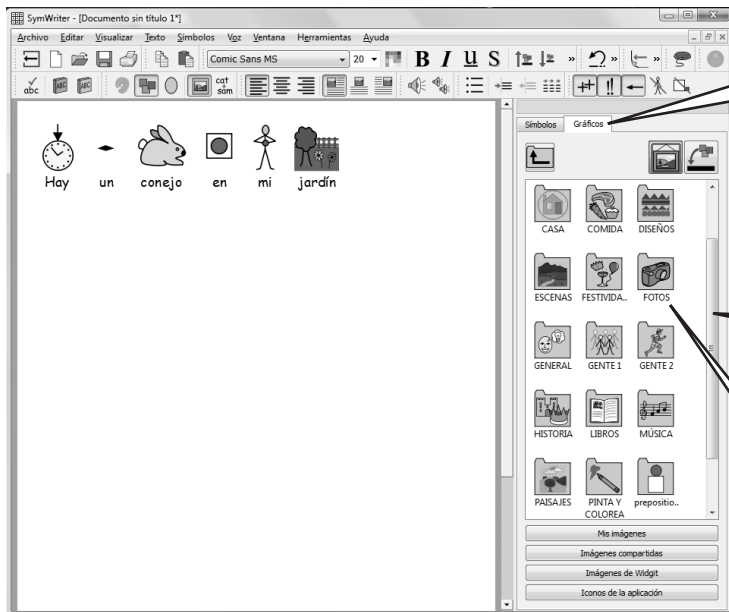 SymWriter - [Documento sin título 1*]
Archivo Editar Visualizar Texto Símbolos Voz Ventana Herramientas Ayuda
Comic Sans MS 20 B I U S
abc ABC ABC cat sam
Símbolos Gráficos
Hay un conejo en mi jardín
CASA COMIDA DISEÑOS
ESCENAS FESTIVIDA.. FOTOS
GENERAL GENTE 1 GENTE 2
HISTORIA LIBROS MÚSICA
PAISAJES PINTA Y COLOREA prepositio..
Mis imágenes
Imágenes compartidas
Imágenes de Widgit
Iconos de la aplicación